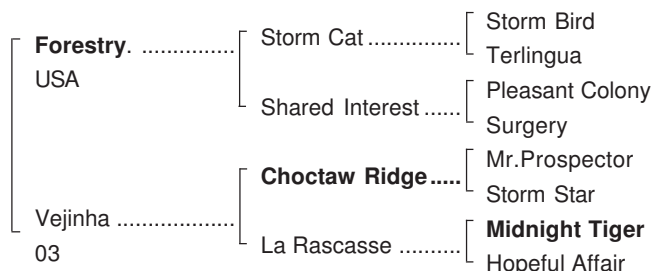 Storm Bird
Storm Cat ...............
Forestry. ...............
Terlingua
USA
Pleasant Colony
Shared Interest ......
Surgery
Mr.Prospector
Choctaw Ridge.....
Storm Star
Vejinha ..................
Midnight Tiger
La Rascasse ..........
03
Hopeful Affair